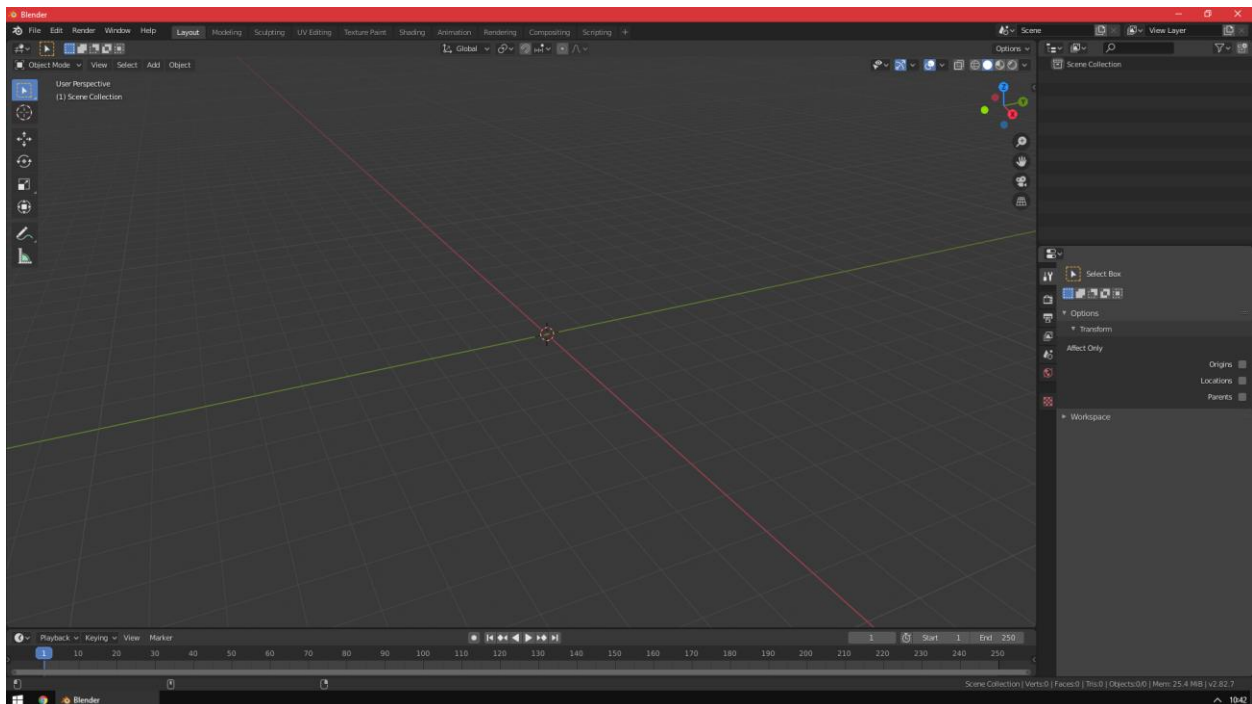 Blender
File Edit Render Window Help Layout Modeling Sculpting UV Editing Texture Paint Shading Animation Rendering Compositing Scripting + Scene View Layer
Global Options
Object Mode View Select Add Object
Scene Collection
User Perspective
(1) Scene Collection
Z
Y
X
Select Box
Options
Transform
Affect Only
Origins
Locations
Parents
Workspace
Playback Keying View Marker 1 Start 1 End 250
1 10 20 30 40 50 60 70 80 90 100 110 120 130 140 150 160 170 180 190 200 210 220 230 240 250
Scene Collection | Verts:0 | Faces:0 | Tris:0 | Objects:0/0 | Mem: 25.4 MiB | v2.82.7
Blender 10:42